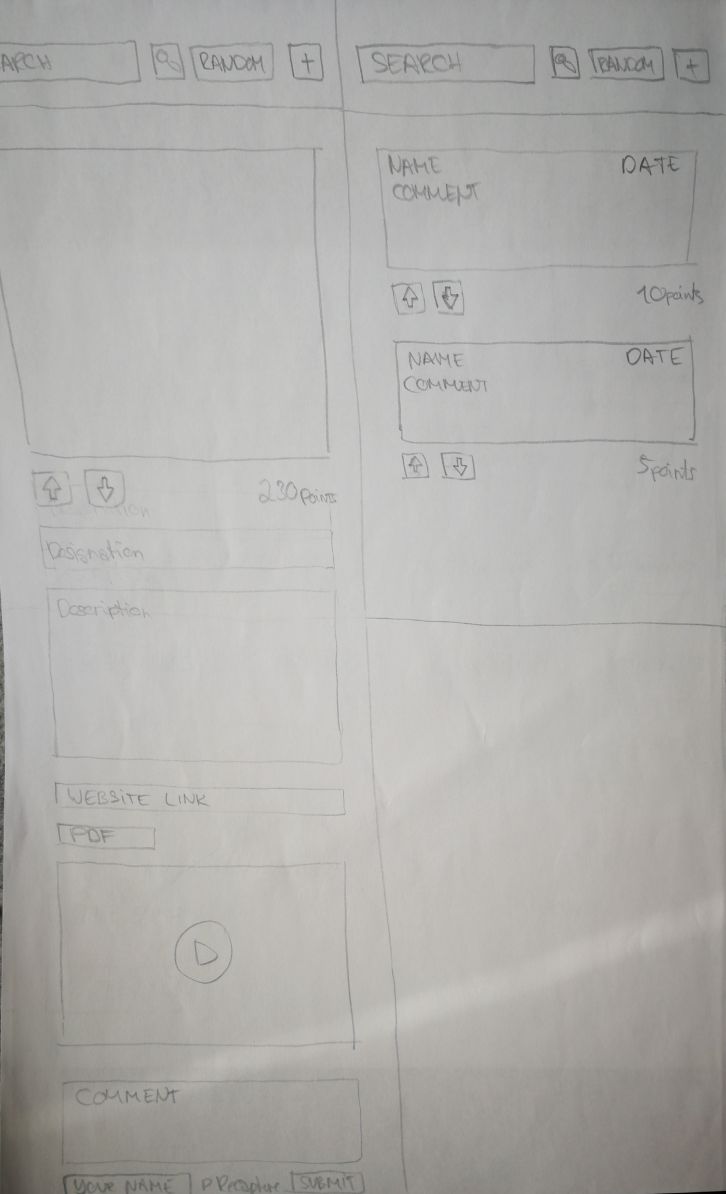 ARCH RANDOM +
230 points
Designation
Description
WEBSITE LINK
PDF
COMMENT
YOUR NAME Recapture SUBMIT
SEARCH RANDOM +
NAME DATE
COMMENT
10 points
NAME DATE
COMMENT
5 points